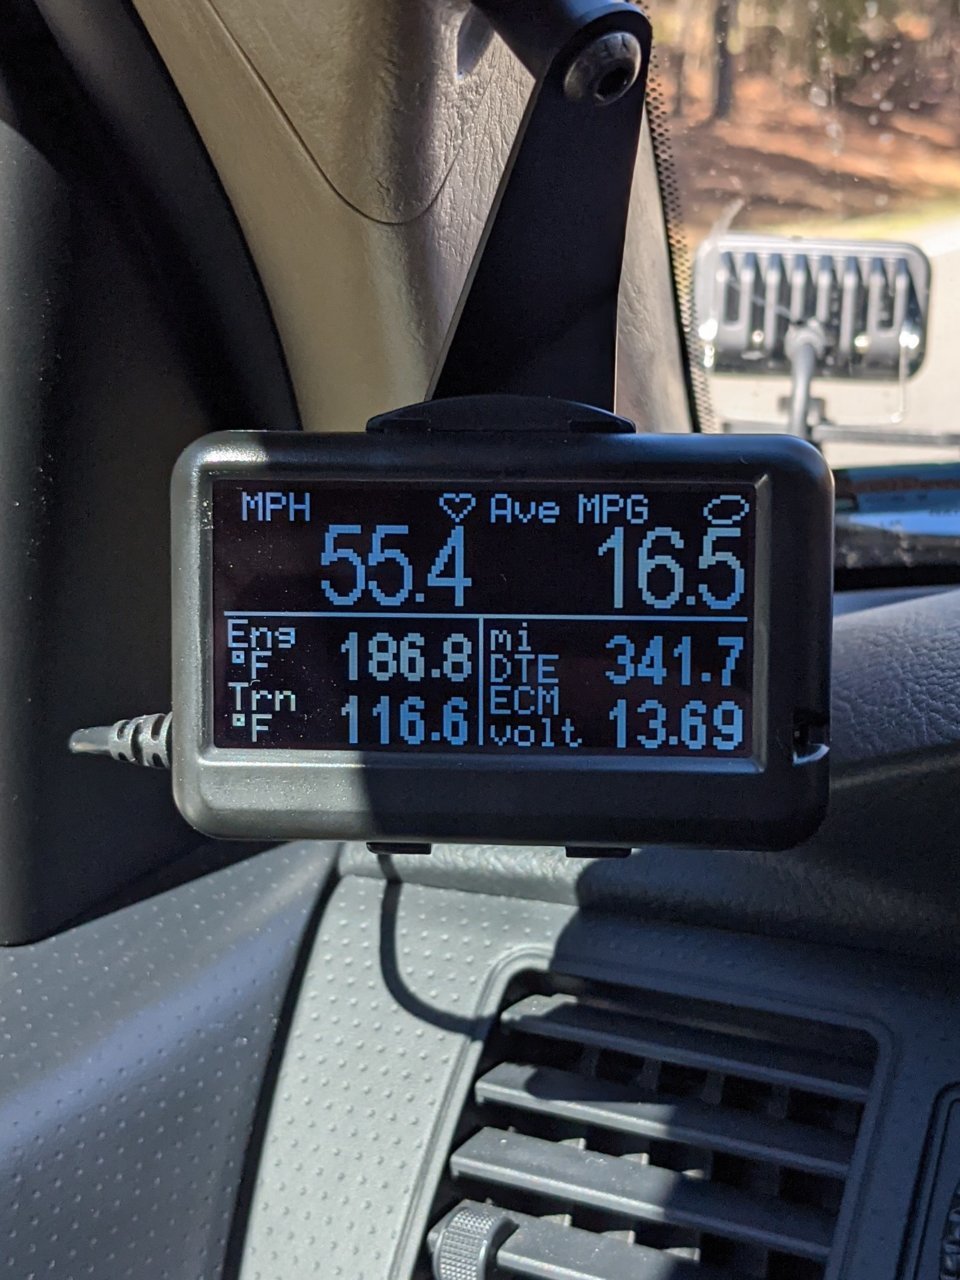 MPH Ave MPG
55.4 16.5
Eng °F 186.8
Trn °F 116.6
mi DTE 341.7
ECM volt 13.69